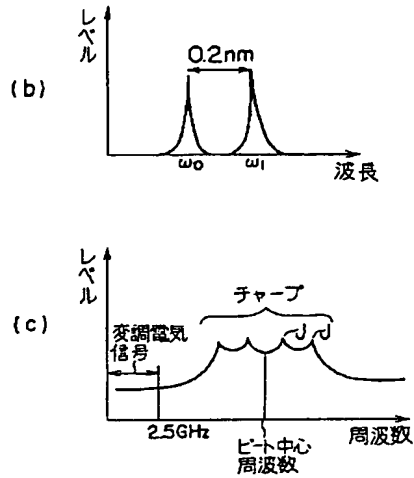 (b)
レベル
0.2nm
ω0
ω1
波長
(c)
レベル
チャープ
変調電気
信号
2.5GHz
ビート中心
周波数
周波数